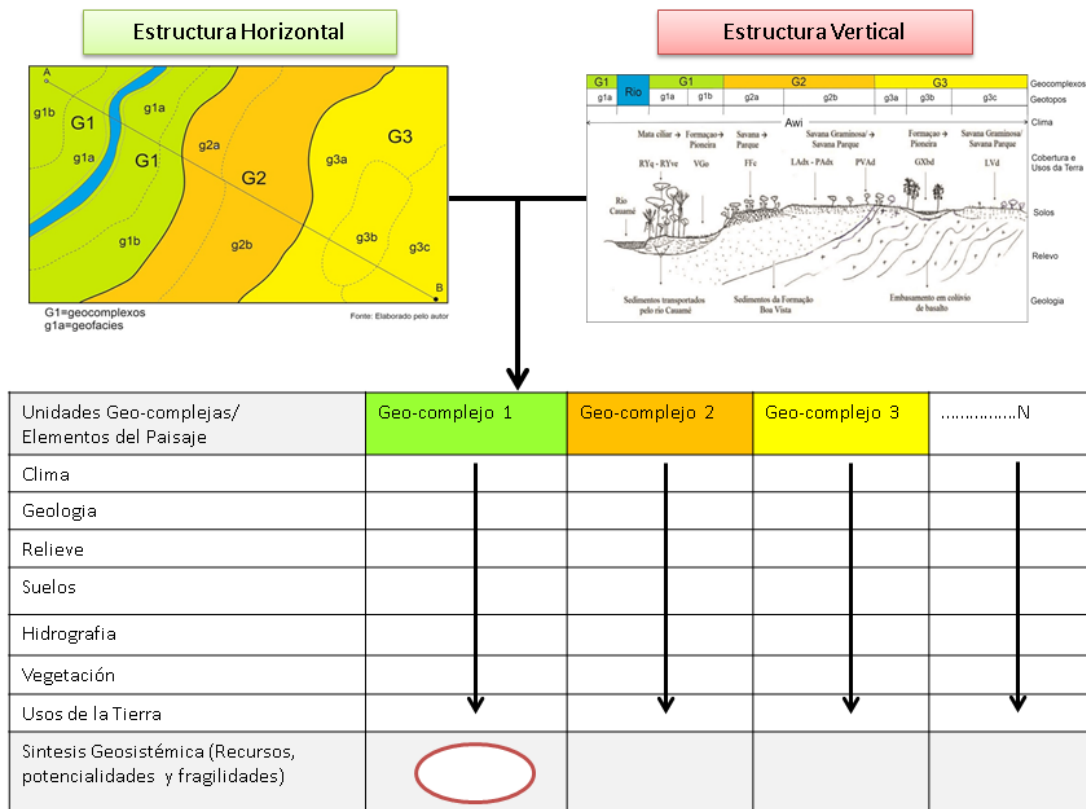 Estructura Horizontal
Estructura Vertical
A
g1b
G1
g1a
g1a
G1
g1b
g2a
G2
g2b
g3a
G3
g3b
g3c
B
G1=geocomplexos
g1a=geofacies
Fonte: Elaborado pelo autor
G1 Rio G1 G2 G3 Geocomplexos
g1a g1a g1b g2a g2b g3a g3b g3c Geotopos
Awi Clima
Mata ciliar → Formaçao→ Savana → Savana Graminosa/→ Formaçao → Savana Graminosa/
Pioneira Parque Savana Parque Pioneira Savana Parque
Cobertura e
Usos da Terra
RYq - RYve VGo FFc LAdx - PAdx PVAd GXbd LVd
Rio
Cauamé
Solos
Relevo
Geologia
Sedimentos transportados
pelo rio Cauamé
Sedimentos da Formação
Boa Vista
Embasamento em colúvio
de basalto
Unidades Geo-complejas/
Elementos del Paisaje
Geo-complejo 1
Geo-complejo 2
Geo-complejo 3
................N
Clima
Geologia
Relieve
Suelos
Hidrografia
Vegetación
Usos de la Tierra
Sintesis Geosistémica (Recursos,
potencialidades y fragilidades)